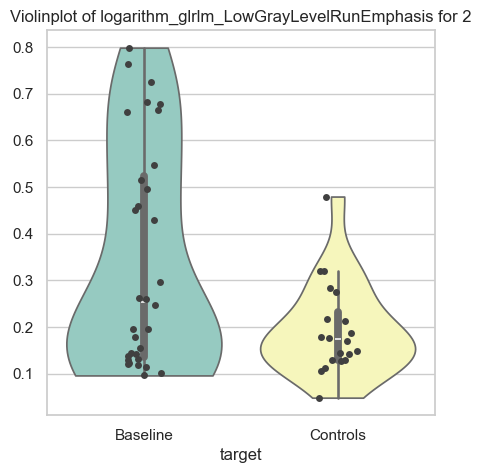 Violinplot of logarithm_glrlm_LowGrayLevelRunEmphasis for 2
0.8
0.7
0.6
0.5
0.4
0.3
0.2
0.1
Baseline
Controls
target